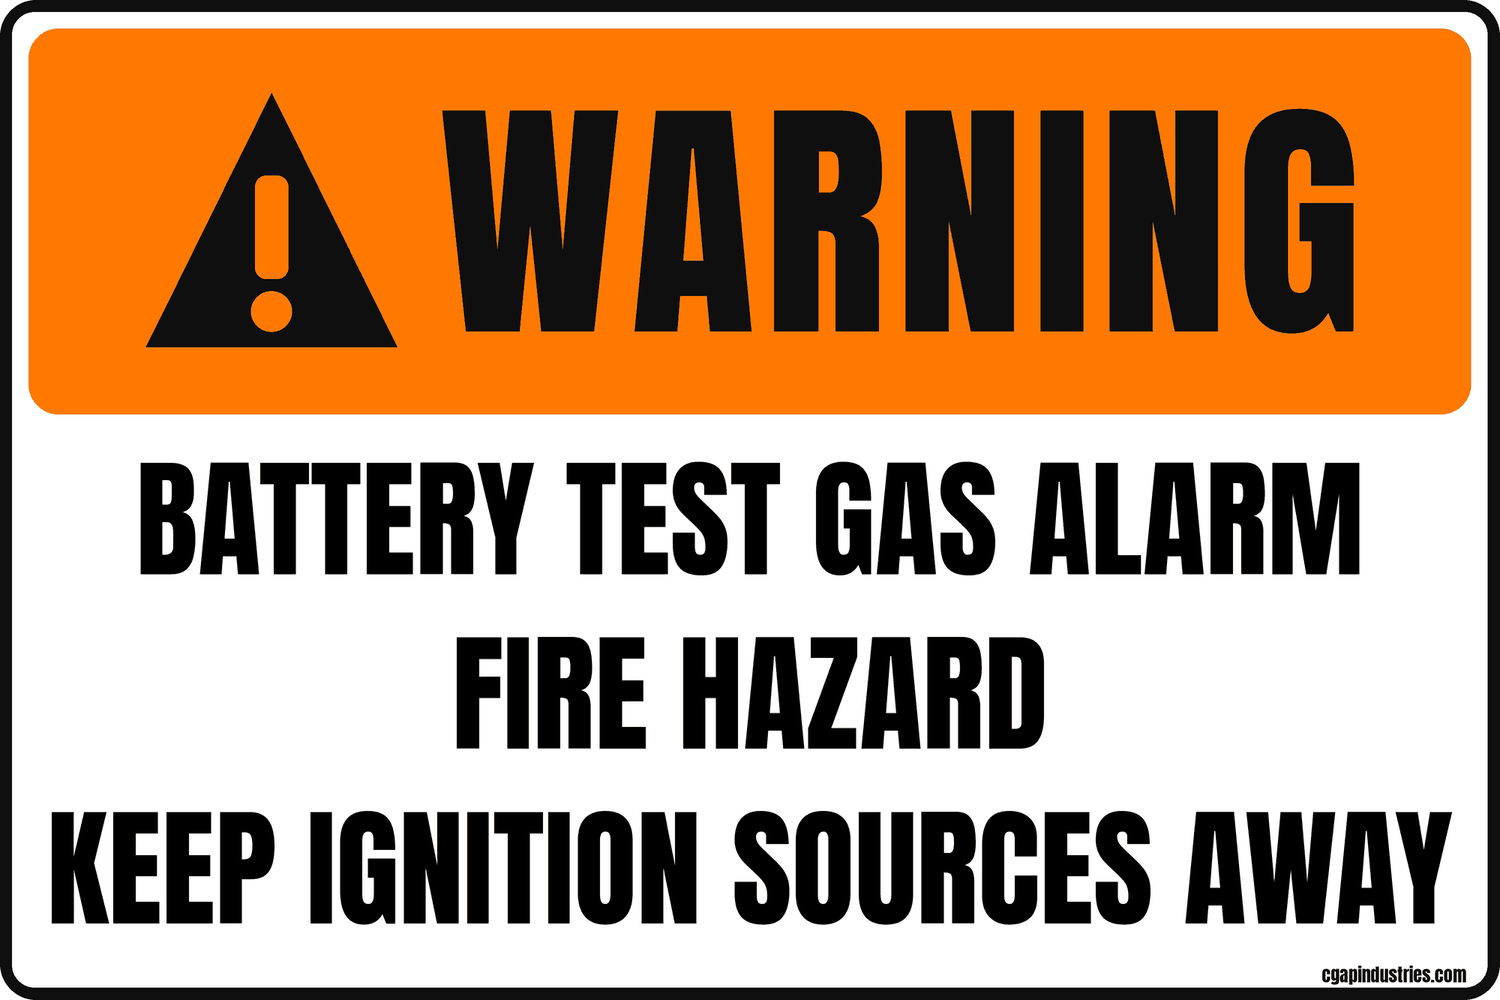 WARNING
BATTERY TEST GAS ALARM
FIRE HAZARD
KEEP IGNITION SOURCES AWAY
cgapindustries.com